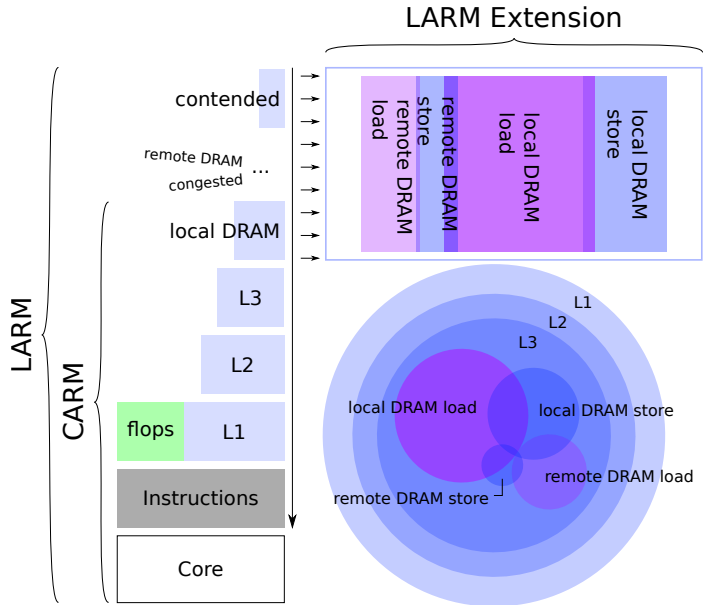 LARM Extension
contended
remote DRAM
congested
...
local DRAM
L3
L2
flops
L1
Instructions
Core
LARM
CARM
remote DRAM
load
remote DRAM
store
local DRAM
load
local DRAM
store
L1
L2
L3
local DRAM load
local DRAM store
remote DRAM load
remote DRAM store